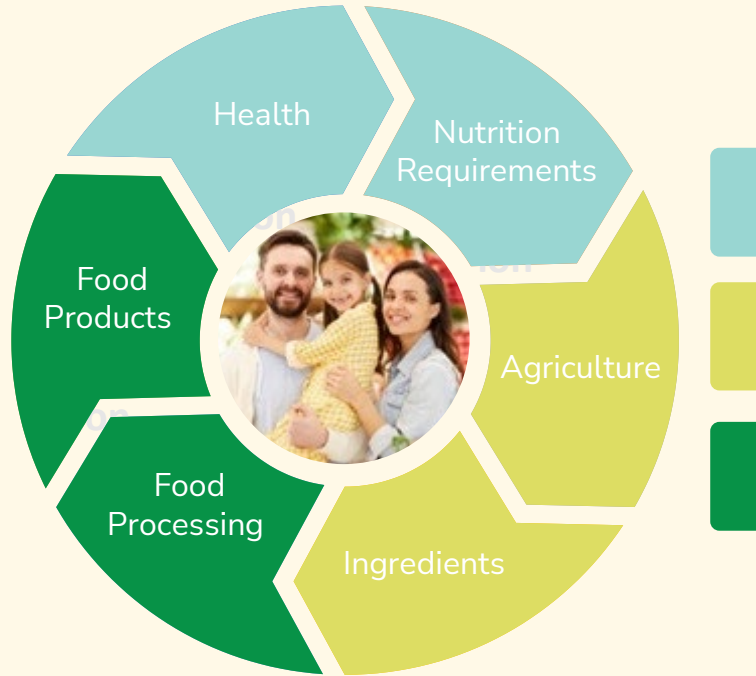 Health
Nutrition
Requirements
Agriculture
Ingredients
Food
Processing
Food
Products